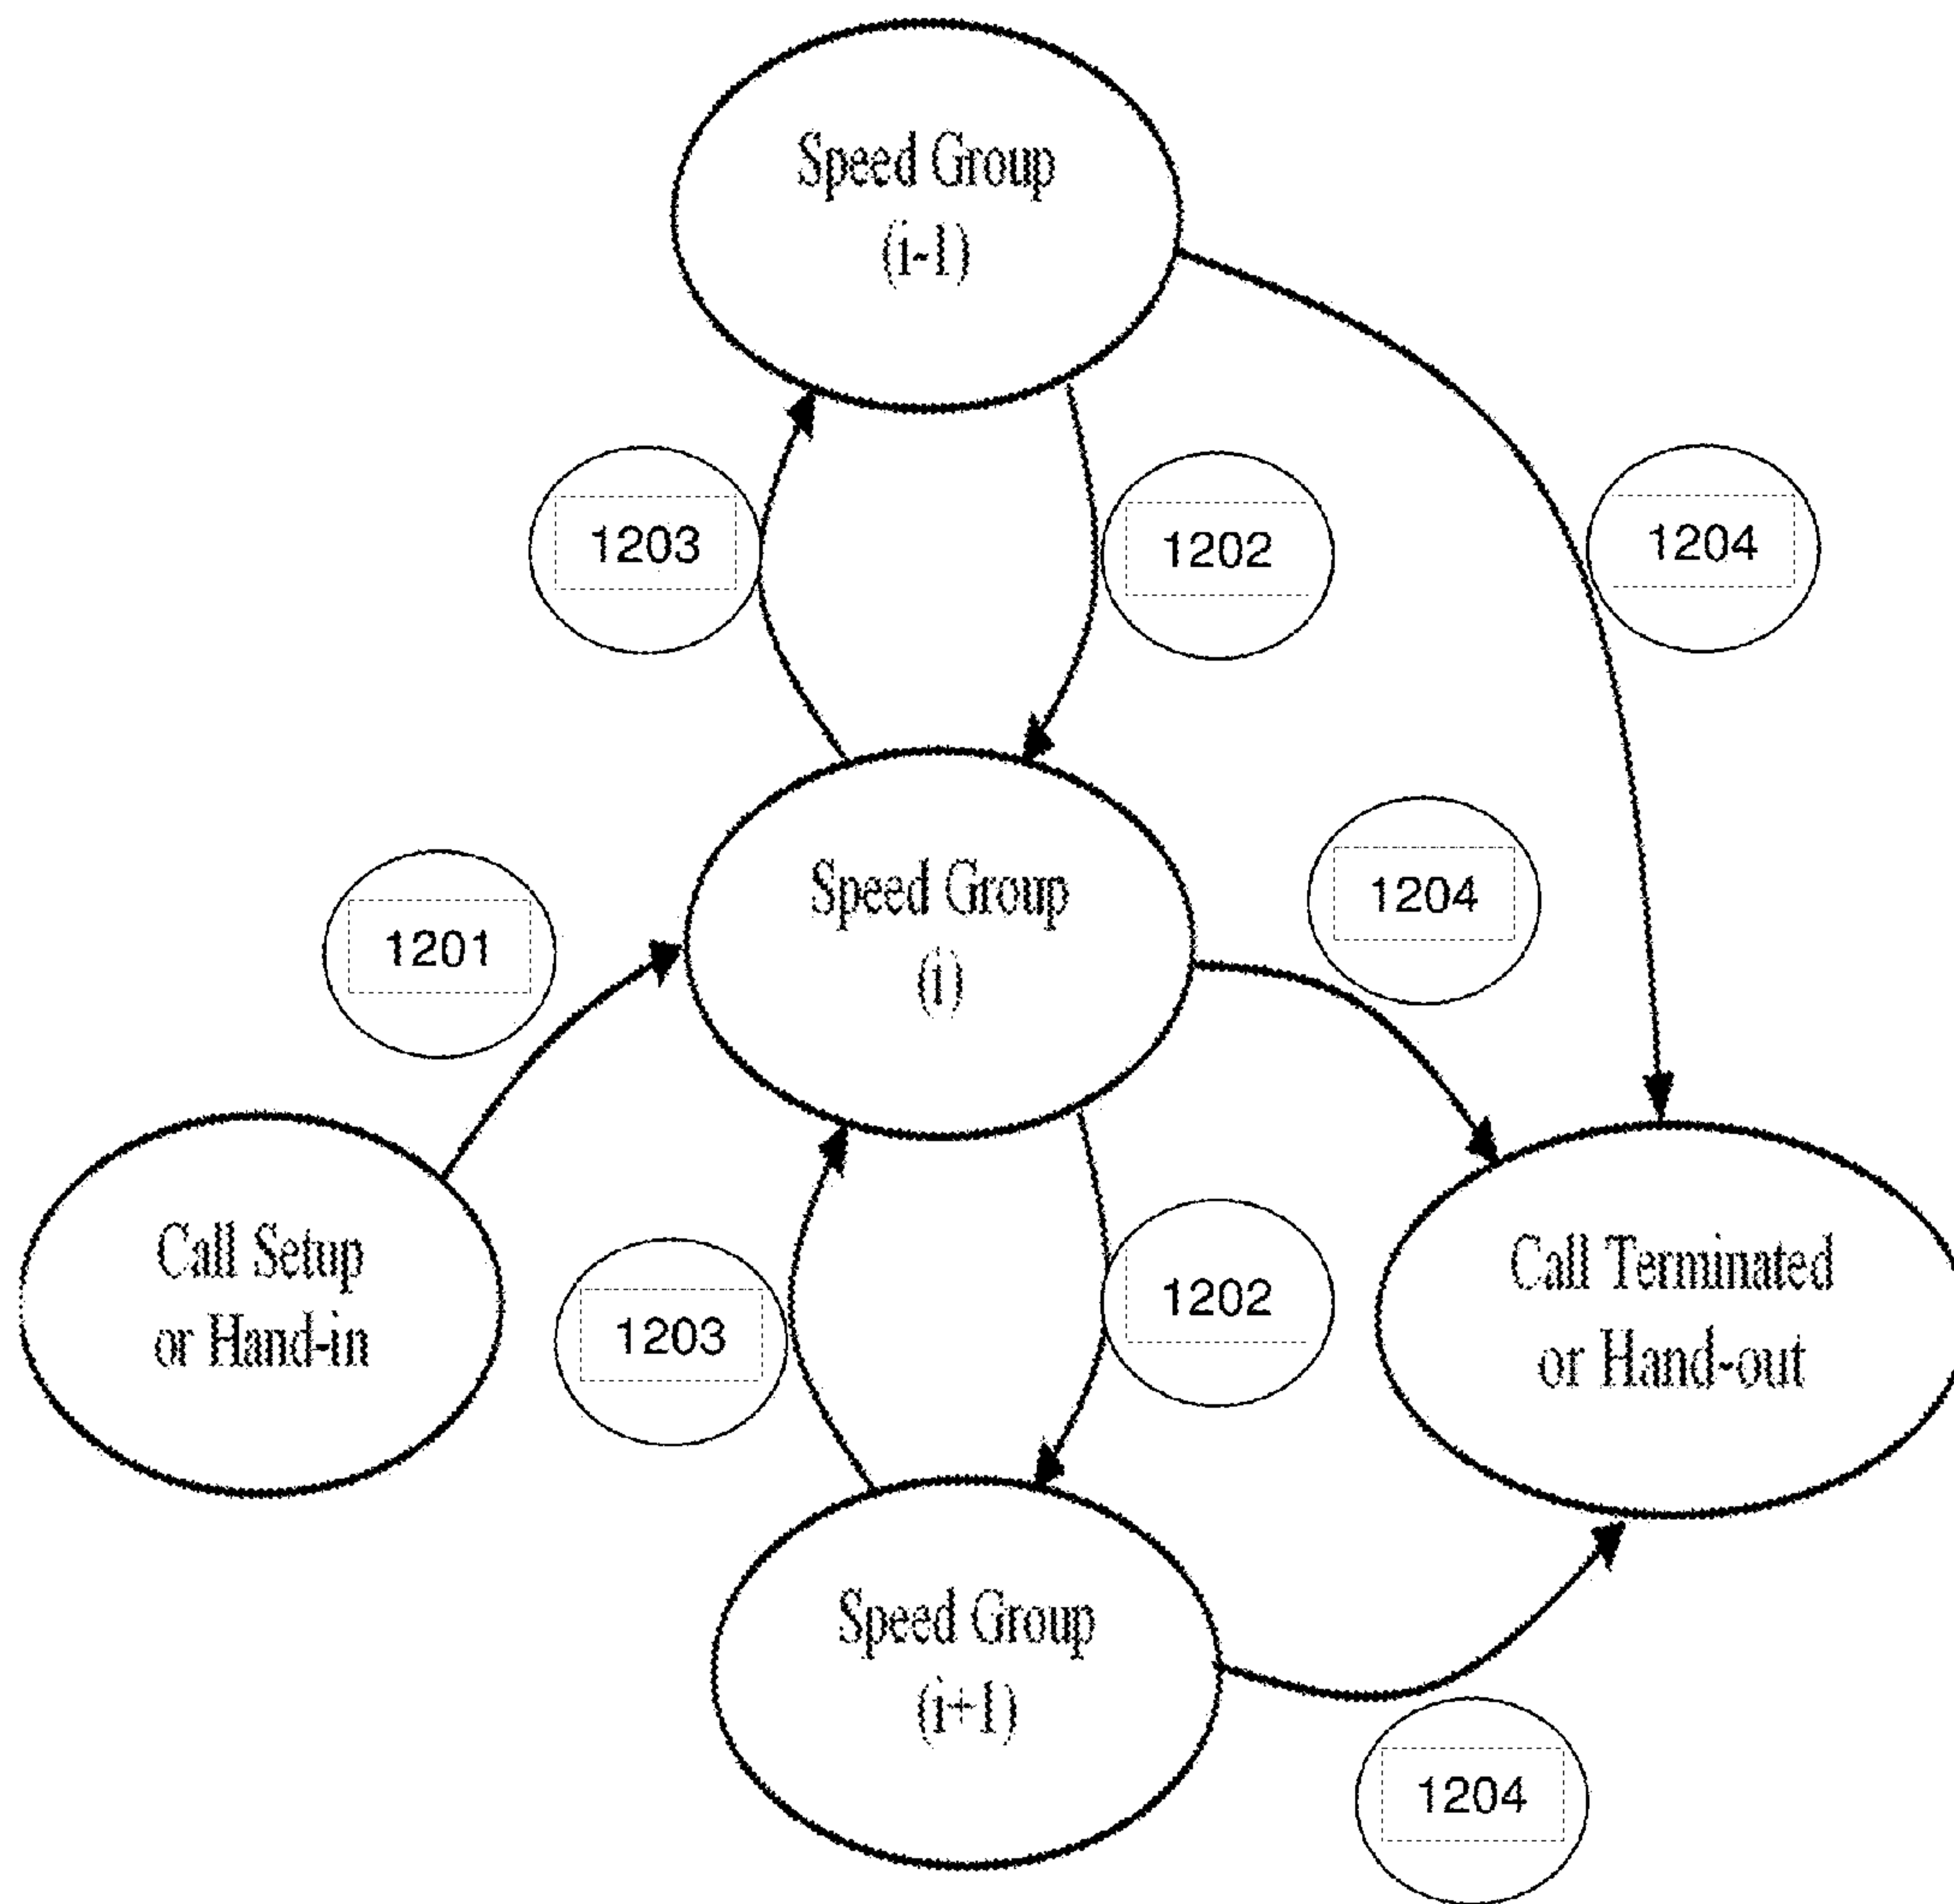 Speed Group
(i-1)
1203
1202
1204
Speed Group
(i)
1204
1201
Call Setup
or Hand-in
1203
1202
Call Terminated
or Hand-out
Speed Group
(i+1)
1204